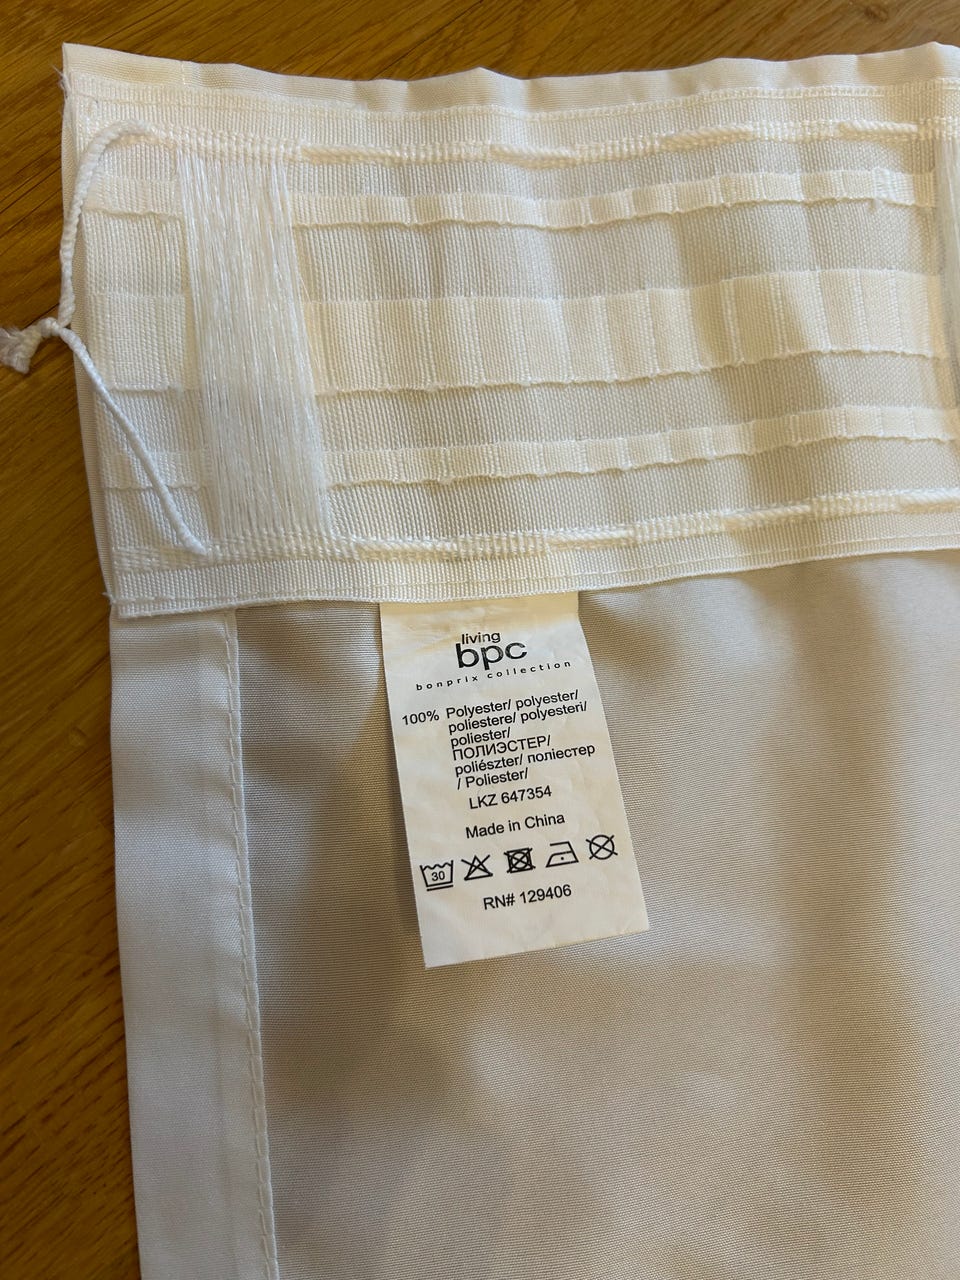 living
bpc
bonprix collection
100% Polyester/ polyester/
poliestere/ polyesteri/
poliester/
ПОЛИЭСТЕР/
poliészter/ поліестер
/ Poliester/
LKZ 647354
Made in China
30
RN# 129406